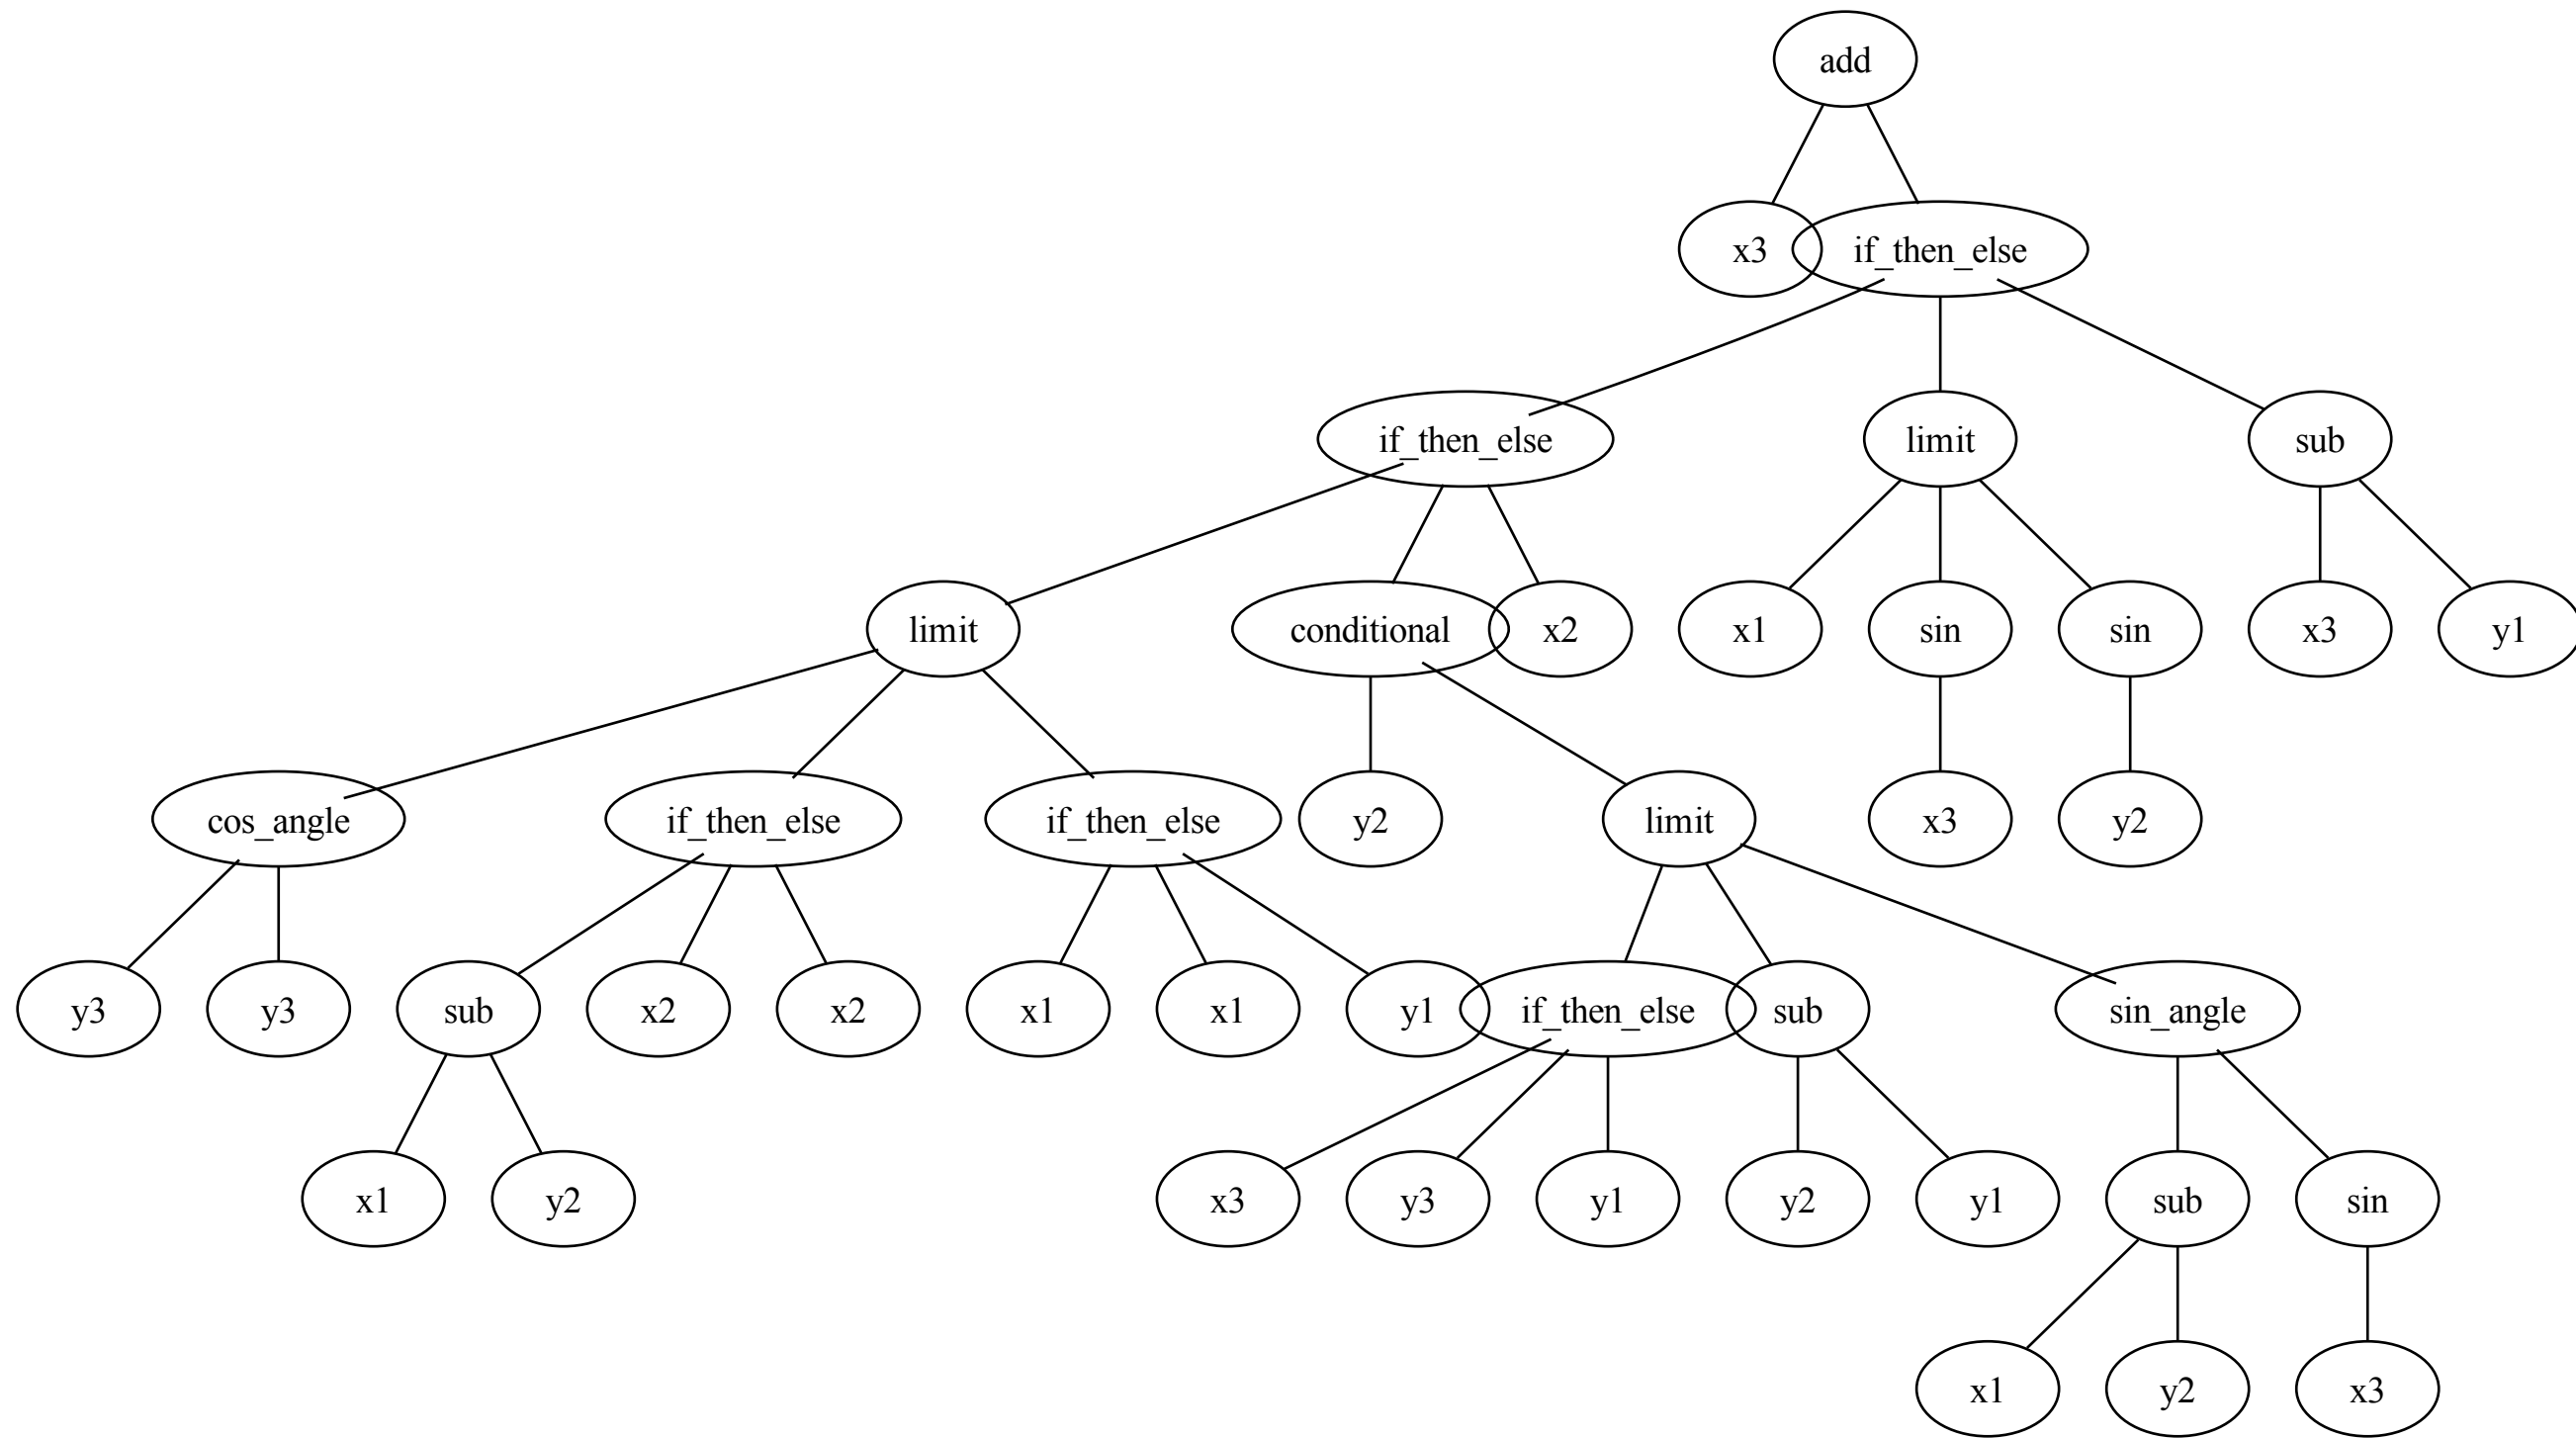 add
x3 if_then_else
if_then_else limit sub
limit conditional x2 x1 sin sin x3 y1
cos_angle if_then_else if_then_else y2 limit x3 y2
y3 y3 sub x2 x2 x1 x1 y1 if_then_else sub sin_angle
x1 y2 x3 y3 y1 y2 y1 sub sin
x1 y2 x3